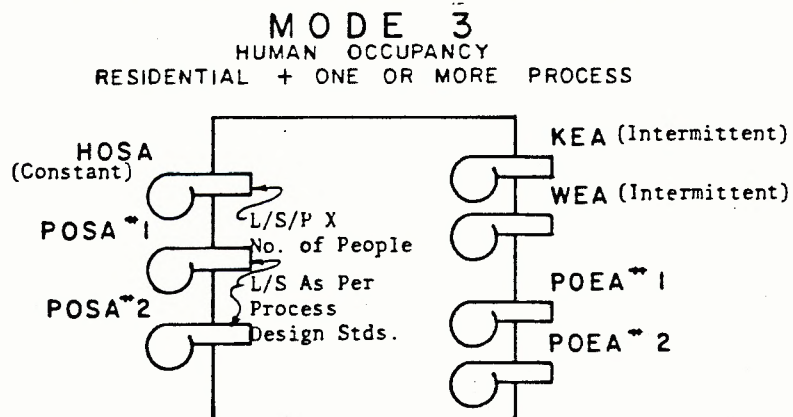 MODE 3
HUMAN OCCUPANCY
RESIDENTIAL + ONE OR MORE PROCESS
HOSA
(Constant)
POSA #1
POSA #2
L/S/P X
No. of People
L/S As Per
Process
Design Stds.
KEA (Intermittent)
WEA (Intermittent)
POEA # 1
POEA # 2